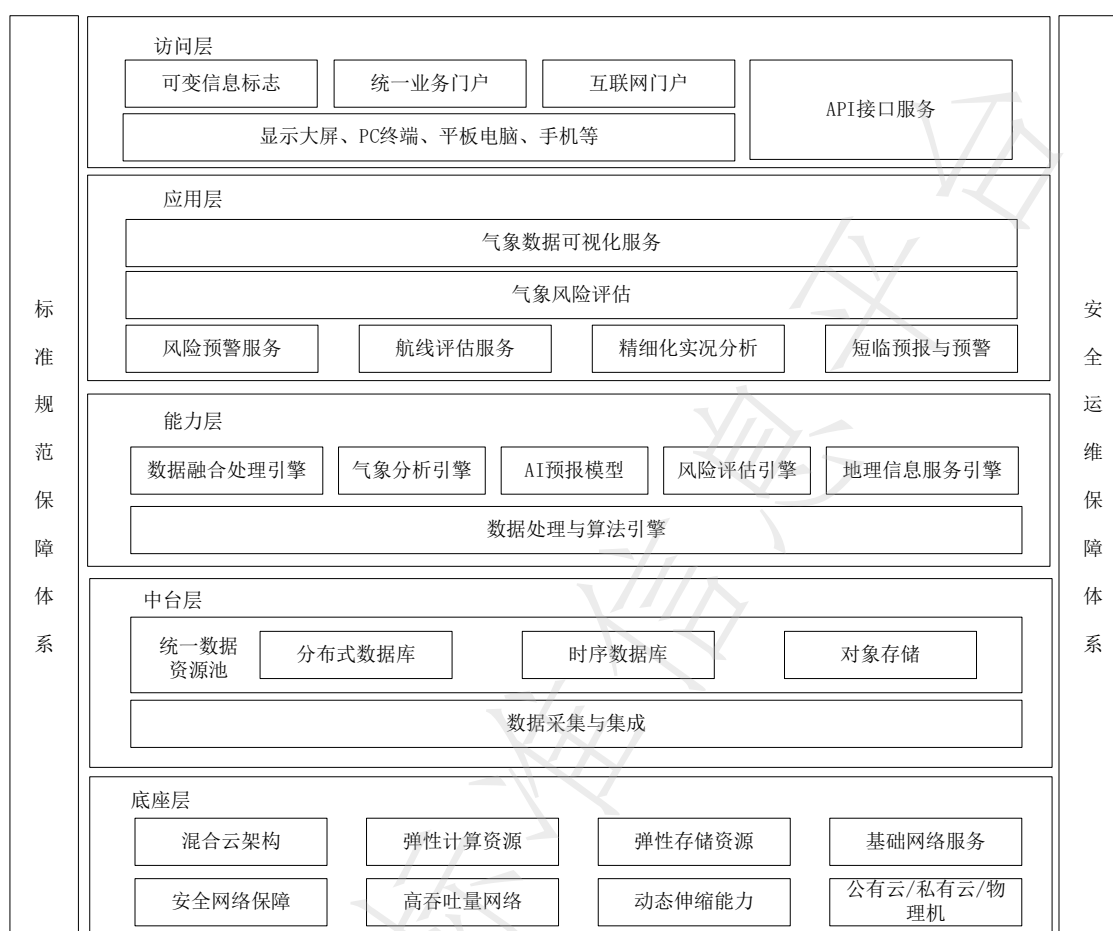 访问层
可变信息标志
统一业务门户
互联网门户
API接口服务
显示大屏、PC终端、平板电脑、手机等
应用层
气象数据可视化服务
气象风险评估
风险预警服务
航线评估服务
精细化实况分析
短临预报与预警
能力层
数据融合处理引擎
气象分析引擎
AI预报模型
风险评估引擎
地理信息服务引擎
数据处理与算法引擎
中台层
统一数据
资源池
分布式数据库
时序数据库
对象存储
数据采集与集成
底座层
混合云架构
弹性计算资源
弹性存储资源
基础网络服务
安全网络保障
高吞吐量网络
动态伸缩能力
公有云/私有云/物
理机
标准规范保障体系
安全运维保障体系
准信息平台